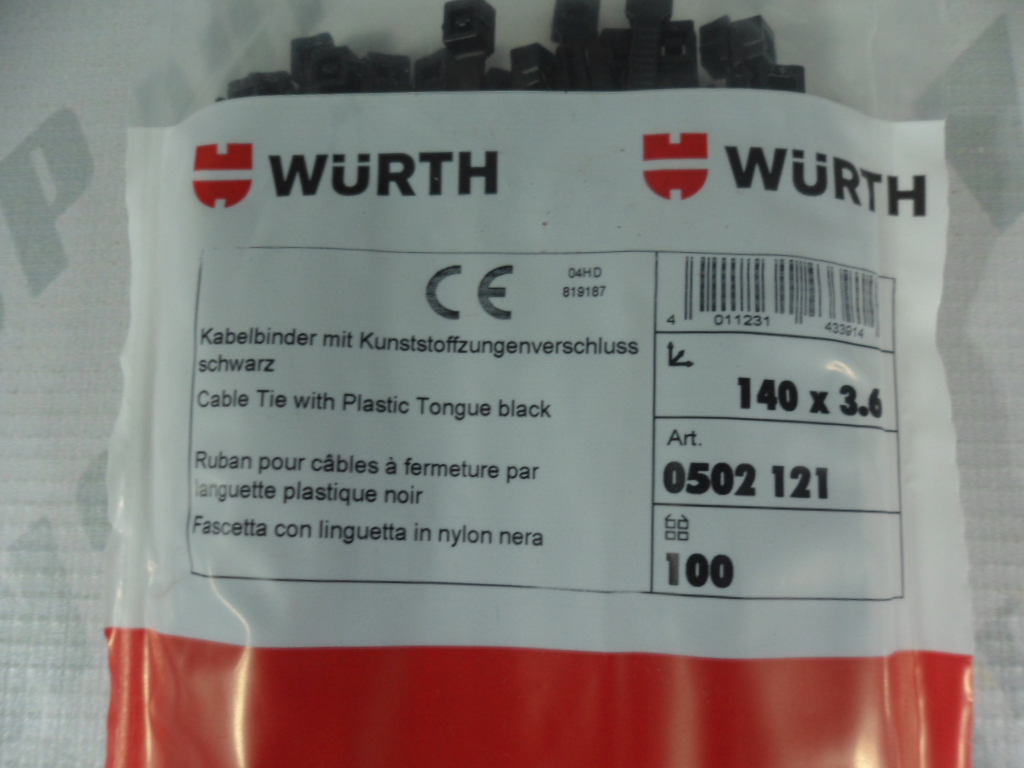 WÜRTH WÜRTH
CE
04HD
819187
Kabelbinder mit Kunststoffzungenverschluss
schwarz
Cable Tie with Plastic Tongue black
Ruban pour câbles à fermeture par
languette plastique noir
Fascetta con linguetta in nylon nera
4 011231 433914
140 x 3.6
Art.
0502 121
100